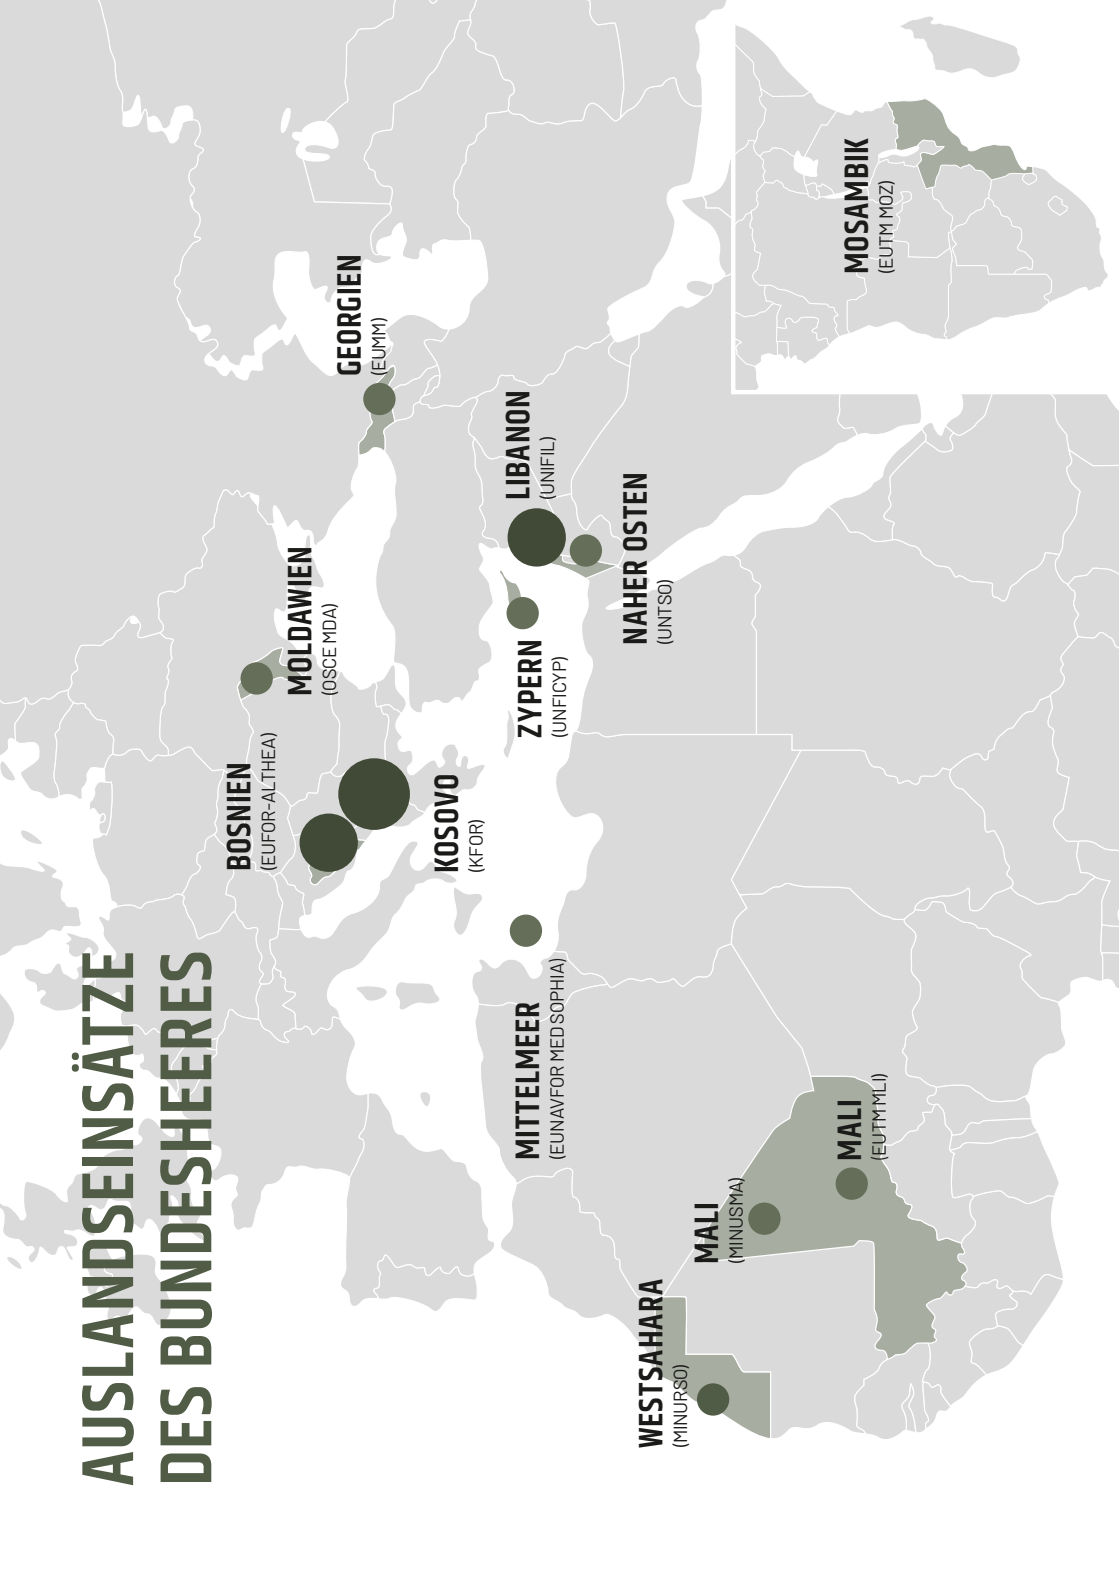 AUSLANDSEINSÄTZE
DES BUNDESHEERES
BOSNIEN
(EUFOR-ALTHEA)
MOLDAWIEN
(OSCE MDA)
GEORGIEN
(EUMM)
KOSOVO
(KFOR)
LIBANON
(UNIFIL)
ZYPERN
(UNFICYP)
NAHER OSTEN
(UNTSO)
MITTELMEER
(EUNAVFOR MED SOPHIA)
WESTSAHARA
(MINURSO)
MALI
(MINUSMA)
MALI
(EUTM MLI)
MOSAMBIK
(EUTM MOZ)